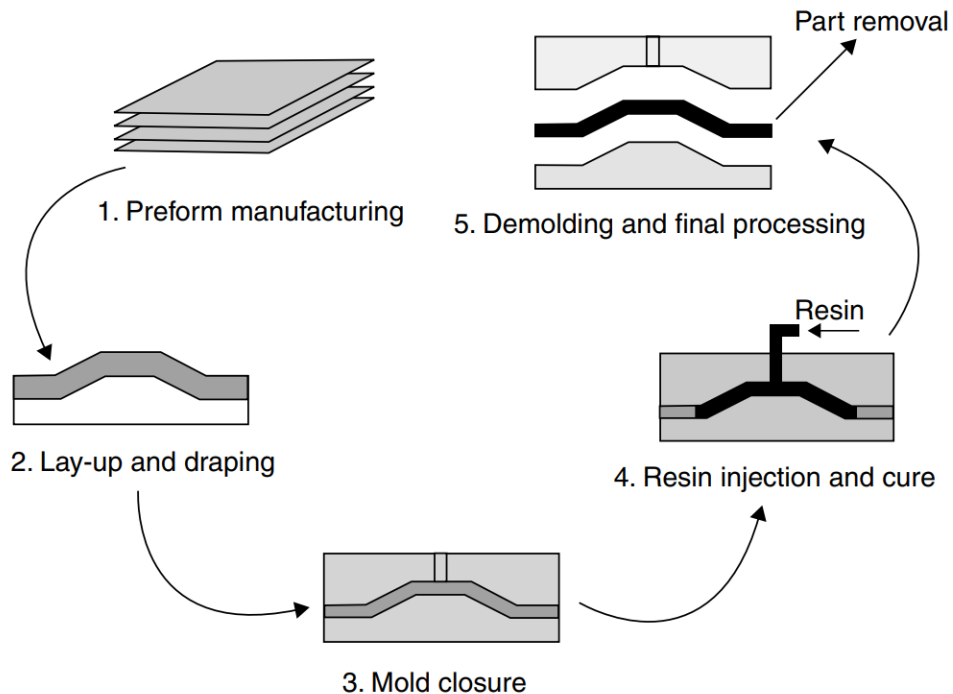 Part removal
1. Preform manufacturing
5. Demolding and final processing
Resin
2. Lay-up and draping
4. Resin injection and cure
3. Mold closure